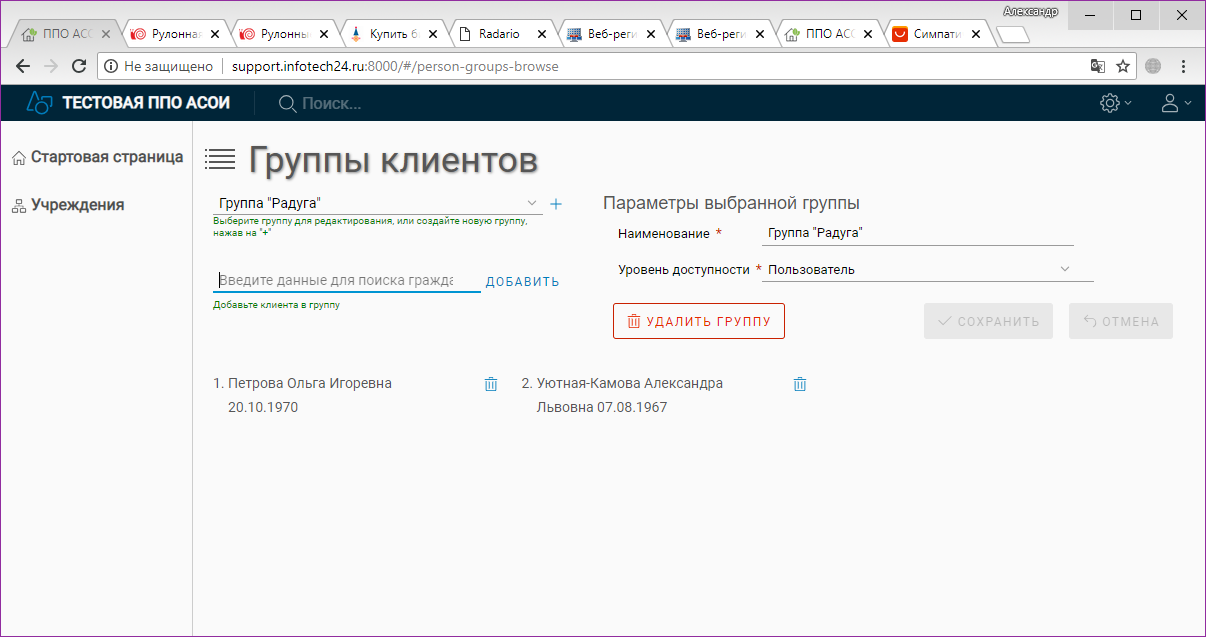 Александр
ППО АСО
Рулонная
Рулонны
Купить б
Radario
Веб-реги
Веб-реги
ППО АСО
Симпати
Не защищено
support.infotech24.ru:8000/#/person-groups-browse
ТЕСТОВАЯ ППО АСОИ
Поиск...
Стартовая страница
Учреждения
Группы клиентов
Группа "Радуга"
Выберите группу для редактирования, или создайте новую группу,
нажав на "+"
Введите данные для поиска гражда
ДОБАВИТЬ
Добавьте клиента в группу
Параметры выбранной группы
Наименование *
Группа "Радуга"
Уровень доступности *
Пользователь
УДАЛИТЬ ГРУППУ
СОХРАНИТЬ
ОТМЕНА
1. Петрова Ольга Игоревна
20.10.1970
2. Уютная-Камова Александра
Львовна 07.08.1967